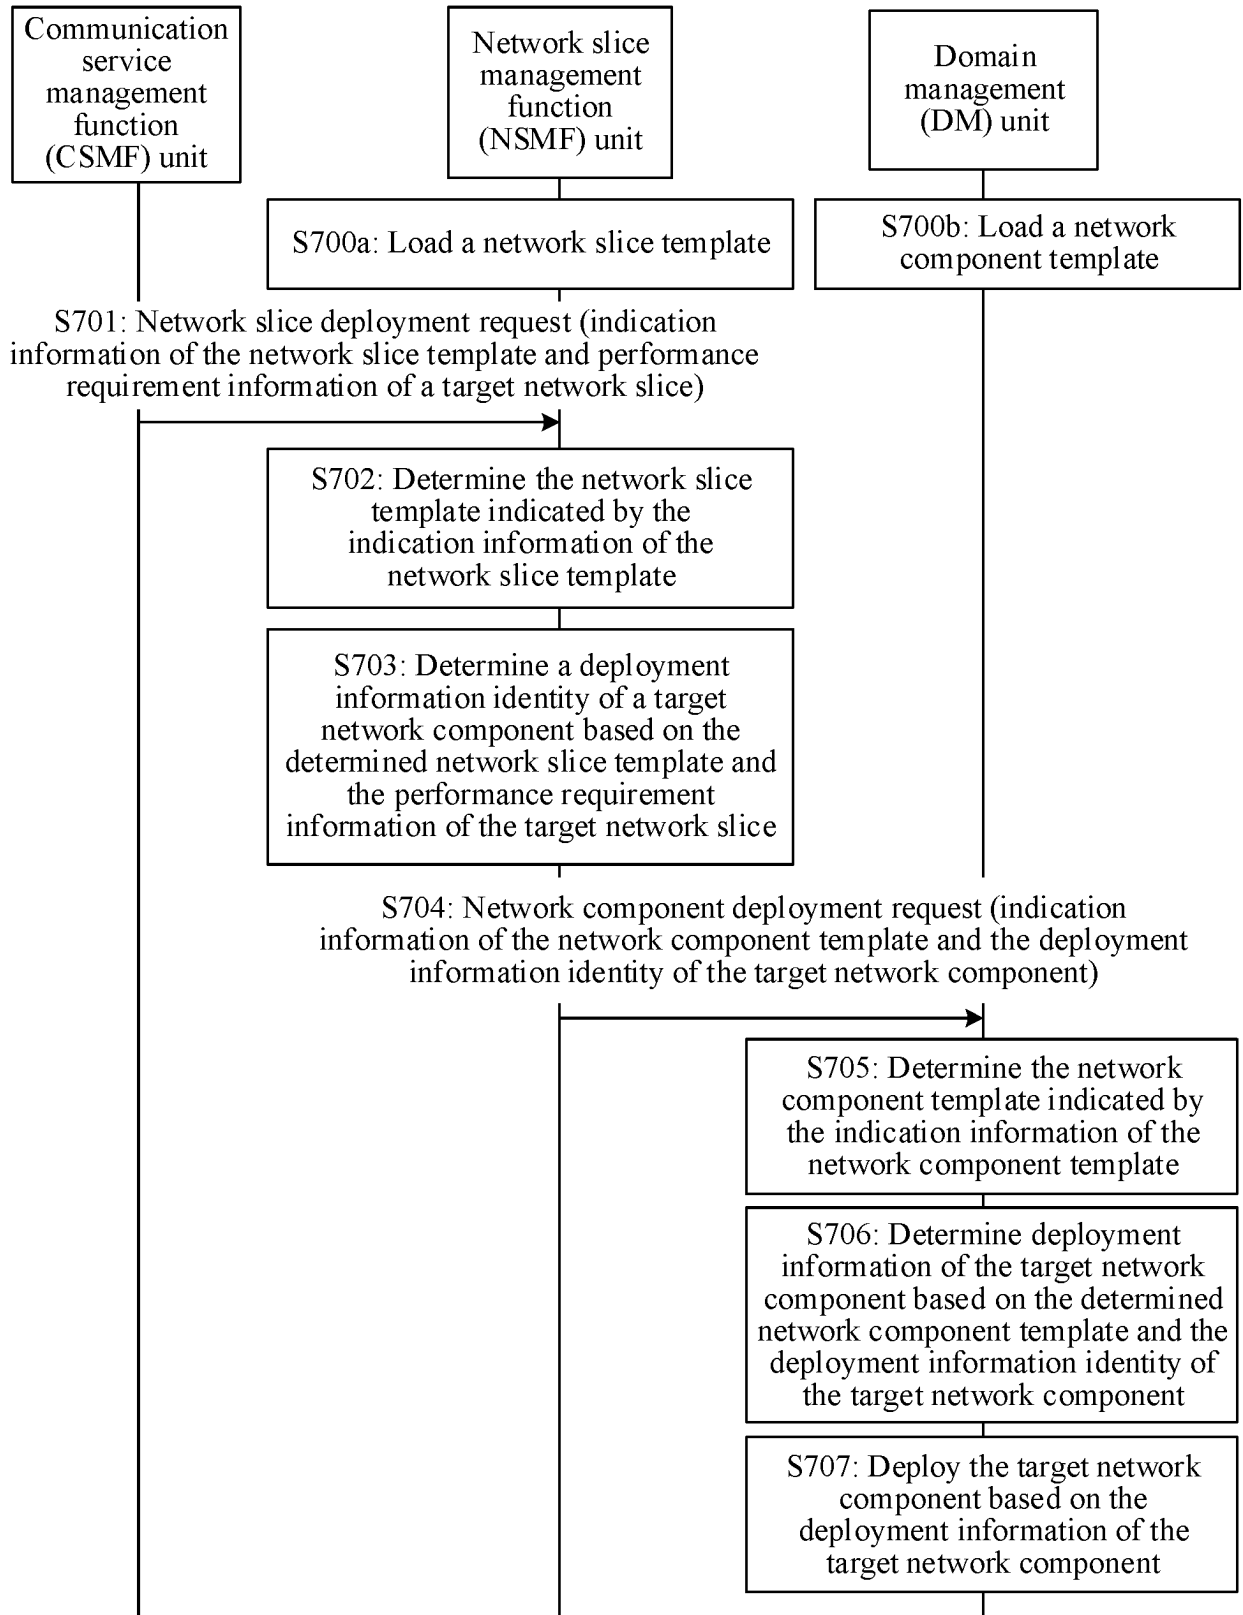 Communication
service
management
function
(CSMF) unit
Network slice
management
function
(NSMF) unit
Domain
management
(DM) unit
S700a: Load a network slice template
S700b: Load a network
component template
S701: Network slice deployment request (indication
information of the network slice template and performance
requirement information of a target network slice)
S702: Determine the network slice
template indicated by the
indication information of the
network slice template
S703: Determine a deployment
information identity of a target
network component based on the
determined network slice template and
the performance requirement
information of the target network slice
S704: Network component deployment request (indication
information of the network component template and the deployment
information identity of the target network component)
S705: Determine the network
component template indicated by
the indication information of the
network component template
S706: Determine deployment
information of the target network
component based on the determined
network component template and the
deployment information identity of
the target network component
S707: Deploy the target network
component based on the
deployment information of the
target network component